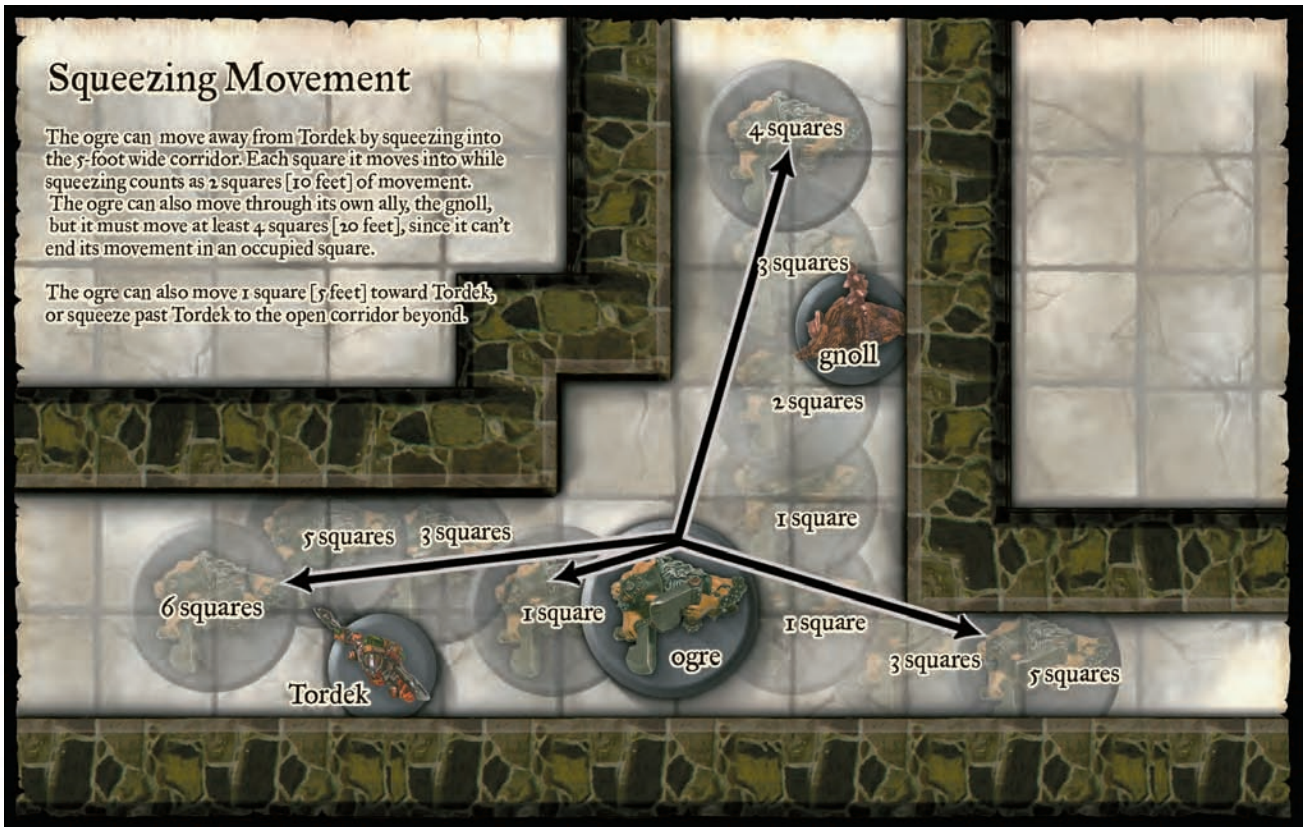 Squeezing Movement
The ogre can move away from Tordek by squeezing into
the 5-foot wide corridor. Each square it moves into while
squeezing counts as 2 squares [10 feet] of movement.
The ogre can also move through its own ally, the gnoll,
but it must move at least 4 squares [20 feet], since it can't
end its movement in an occupied square.
The ogre can also move 1 square [5 feet] toward Tordek,
or squeeze past Tordek to the open corridor beyond.
4 squares
3 squares
gnoll
2 squares
1 square
5 squares
3 squares
6 squares
1 square
1 square
ogre
3 squares
5 squares
Tordek